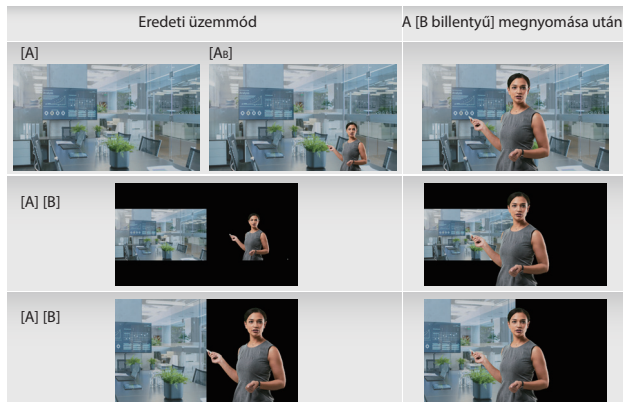 Eredeti üzemmód
A [B billentyű] megnyomása után
[A]
[AB]
[A] [B]
[A] [B]